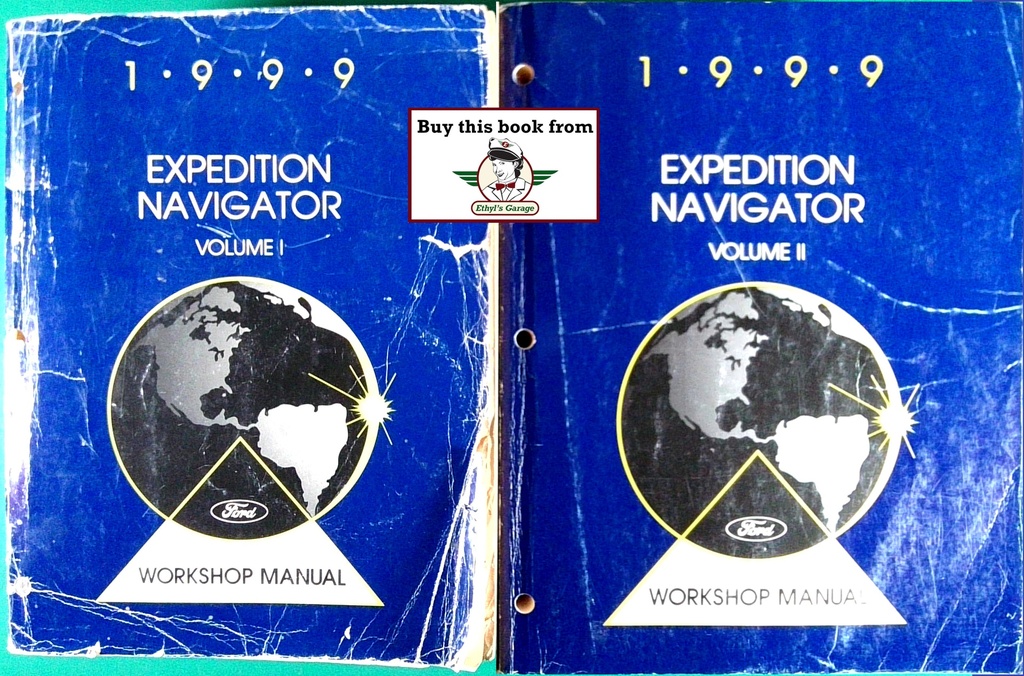 1·9·9·9
EXPEDITION
NAVIGATOR
VOLUME I
Ford
WORKSHOP MANUAL
Buy this book from
Ethyl's Garage
1·9·9·9
EXPEDITION
NAVIGATOR
VOLUME II
Ford
WORKSHOP MANUAL